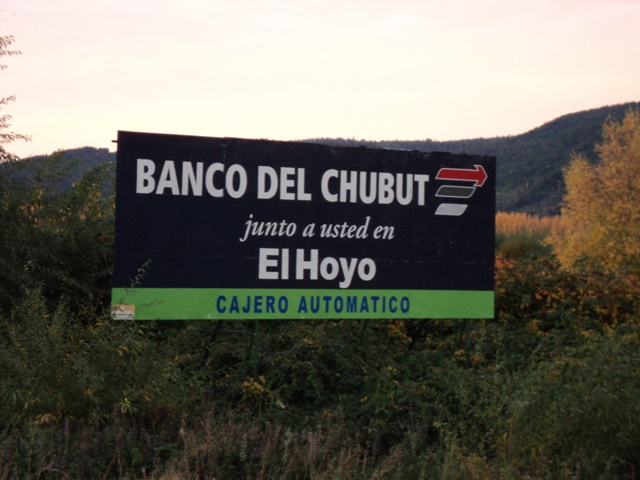 BANCO DEL CHUBUT
junto a usted en
El Hoyo
CAJERO AUTOMATICO